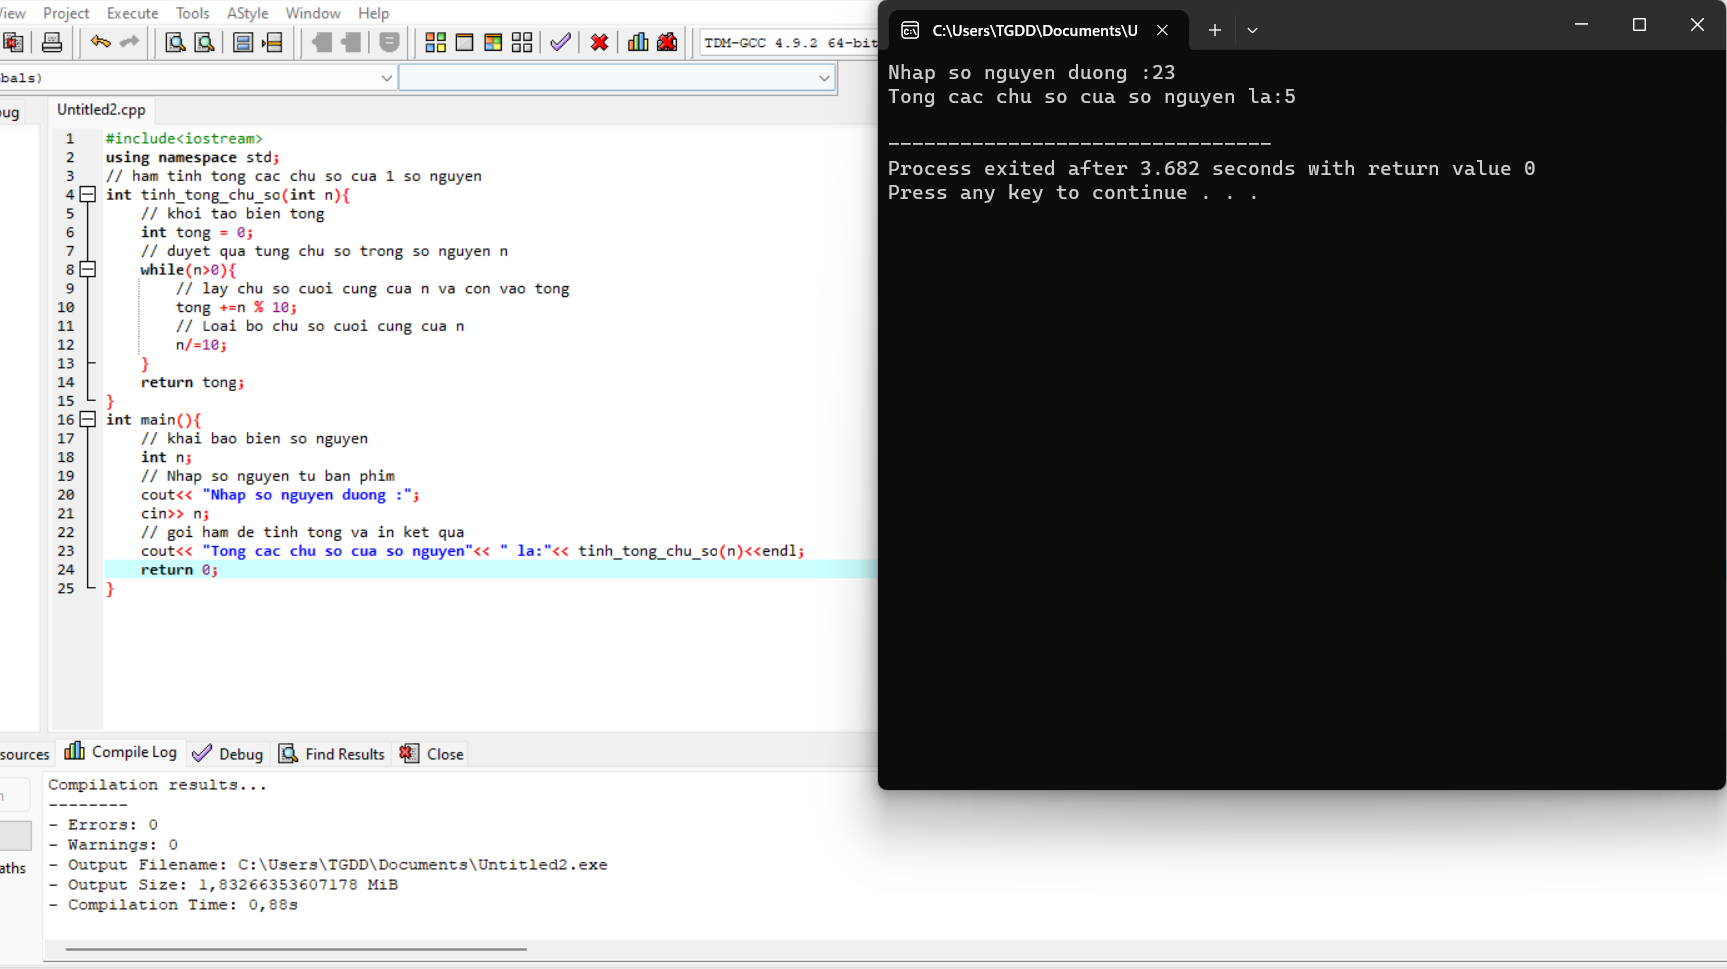 View Project Execute Tools AStyle Window Help
TDM-GCC 4.9.2 64-bit
bals)
ug
Untitled2.cpp
1 #include<iostream>
2 using namespace std;
3 // ham tinh tong cac chu so cua 1 so nguyen
4 int tinh_tong_chu_so(int n){
5 // khoi tao bien tong
6 int tong = 0;
7 // duyet qua tung chu so trong so nguyen n
8 while(n>0){
9 // lay chu so cuoi cung cua n va con vao tong
10 tong +=n % 10;
11 // Loai bo chu so cuoi cung cua n
12 n/=10;
13 }
14 return tong;
15 }
16 int main(){
17 // khai bao bien so nguyen
18 int n;
19 // Nhap so nguyen tu ban phim
20 cout<< "Nhap so nguyen duong :";
21 cin>> n;
22 // goi ham de tinh tong va in ket qua
23 cout<< "Tong cac chu so cua so nguyen"<< " la:"<< tinh_tong_chu_so(n)<<endl;
24 return 0;
25 }
sources Compile Log Debug Find Results Close
Compilation results...
--------
- Errors: 0
- Warnings: 0
- Output Filename: C:\Users\TGDD\Documents\Untitled2.exe
- Output Size: 1,83266353607178 MiB
- Compilation Time: 0,88s
aths
C:\Users\TGDD\Documents\U
Nhap so nguyen duong :23
Tong cac chu so cua so nguyen la:5
--------------------------------
Process exited after 3.682 seconds with return value 0
Press any key to continue . . .